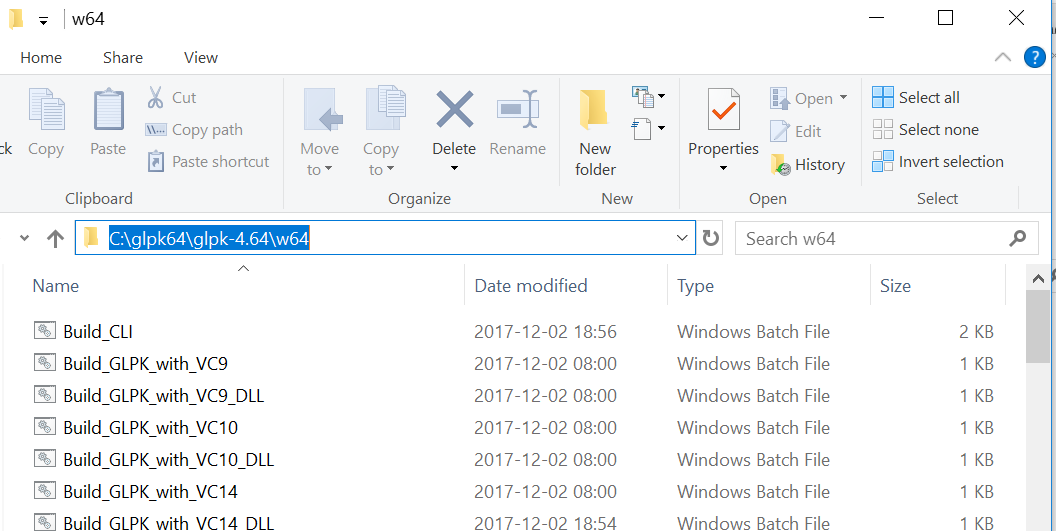 w64
Home Share View
ck Copy Paste Cut Copy path Paste shortcut
Clipboard
Move to Copy to Delete Rename
Organize
New folder
New
Properties Open Edit History
Open
Select all
Select none
Invert selection
Select
C:\glpk64\glpk-4.64\w64 Search w64
Name Date modified Type Size
Build_CLI 2017-12-02 18:56 Windows Batch File 2 KB
Build_GLPK_with_VC9 2017-12-02 08:00 Windows Batch File 1 KB
Build_GLPK_with_VC9_DLL 2017-12-02 08:00 Windows Batch File 1 KB
Build_GLPK_with_VC10 2017-12-02 08:00 Windows Batch File 1 KB
Build_GLPK_with_VC10_DLL 2017-12-02 08:00 Windows Batch File 1 KB
Build_GLPK_with_VC14 2017-12-02 08:00 Windows Batch File 1 KB
Build_GLPK_with_VC14_DLL 2017-12-02 18:54 Windows Batch File 1 KB